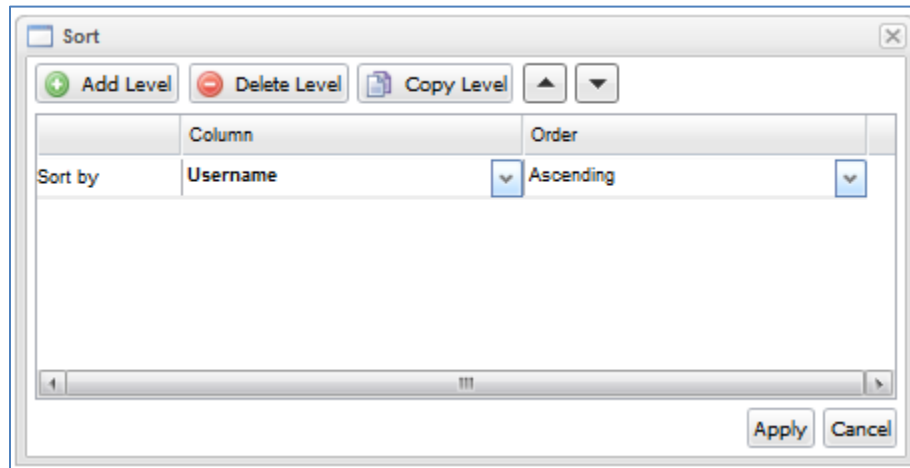 Sort
Add Level Delete Level Copy Level
Column Order
Sort by Username Ascending
Apply Cancel